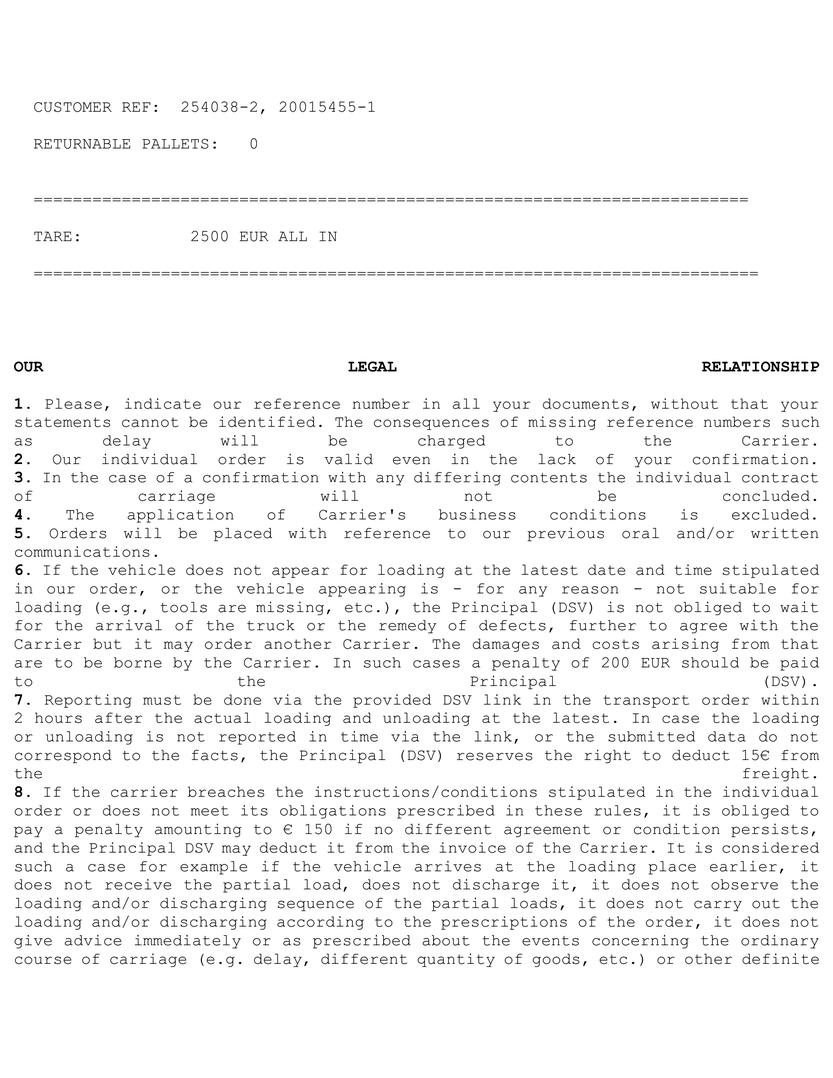 CUSTOMER REF: 254038-2, 20015455-1
RETURNABLE PALLETS: 0
=========================================================================
TARE: 2500 EUR ALL IN
==========================================================================
OUR LEGAL RELATIONSHIP
1. Please, indicate our reference number in all your documents, without that your
statements cannot be identified. The consequences of missing reference numbers such
as delay will be charged to the Carrier.
2. Our individual order is valid even in the lack of your confirmation.
3. In the case of a confirmation with any differing contents the individual contract
of carriage will not be concluded.
4. The application of Carrier's business conditions is excluded.
5. Orders will be placed with reference to our previous oral and/or written
communications.
6. If the vehicle does not appear for loading at the latest date and time stipulated
in our order, or the vehicle appearing is - for any reason - not suitable for
loading (e.g., tools are missing, etc.), the Principal (DSV) is not obliged to wait
for the arrival of the truck or the remedy of defects, further to agree with the
Carrier but it may order another Carrier. The damages and costs arising from that
are to be borne by the Carrier. In such cases a penalty of 200 EUR should be paid
to the Principal (DSV).
7. Reporting must be done via the provided DSV link in the transport order within
2 hours after the actual loading and unloading at the latest. In case the loading
or unloading is not reported in time via the link, or the submitted data do not
correspond to the facts, the Principal (DSV) reserves the right to deduct 15€ from
the freight.
8. If the carrier breaches the instructions/conditions stipulated in the individual
order or does not meet its obligations prescribed in these rules, it is obliged to
pay a penalty amounting to € 150 if no different agreement or condition persists,
and the Principal DSV may deduct it from the invoice of the Carrier. It is considered
such a case for example if the vehicle arrives at the loading place earlier, it
does not receive the partial load, does not discharge it, it does not observe the
loading and/or discharging sequence of the partial loads, it does not carry out the
loading and/or discharging according to the prescriptions of the order, it does not
give advice immediately or as prescribed about the events concerning the ordinary
course of carriage (e.g. delay, different quantity of goods, etc.) or other definite